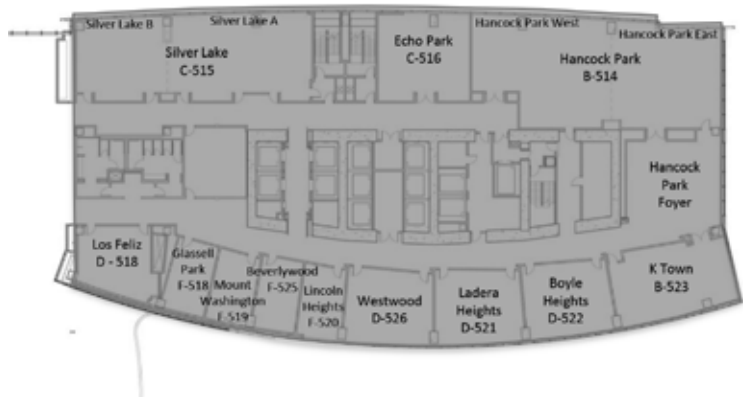 Silver Lake B
Silver Lake A
Silver Lake
C-515
Echo Park
C-516
Hancock Park West
Hancock Park East
Hancock Park
B-514
Hancock
Park
Foyer
Los Feliz
D - 518
Glassell
Park
F-518
Mount
Washington
F-519
Beverlywood
F-525
Lincoln
Heights
F-520
Westwood
D-526
Ladera
Heights
D-521
Boyle
Heights
D-522
K Town
B-523